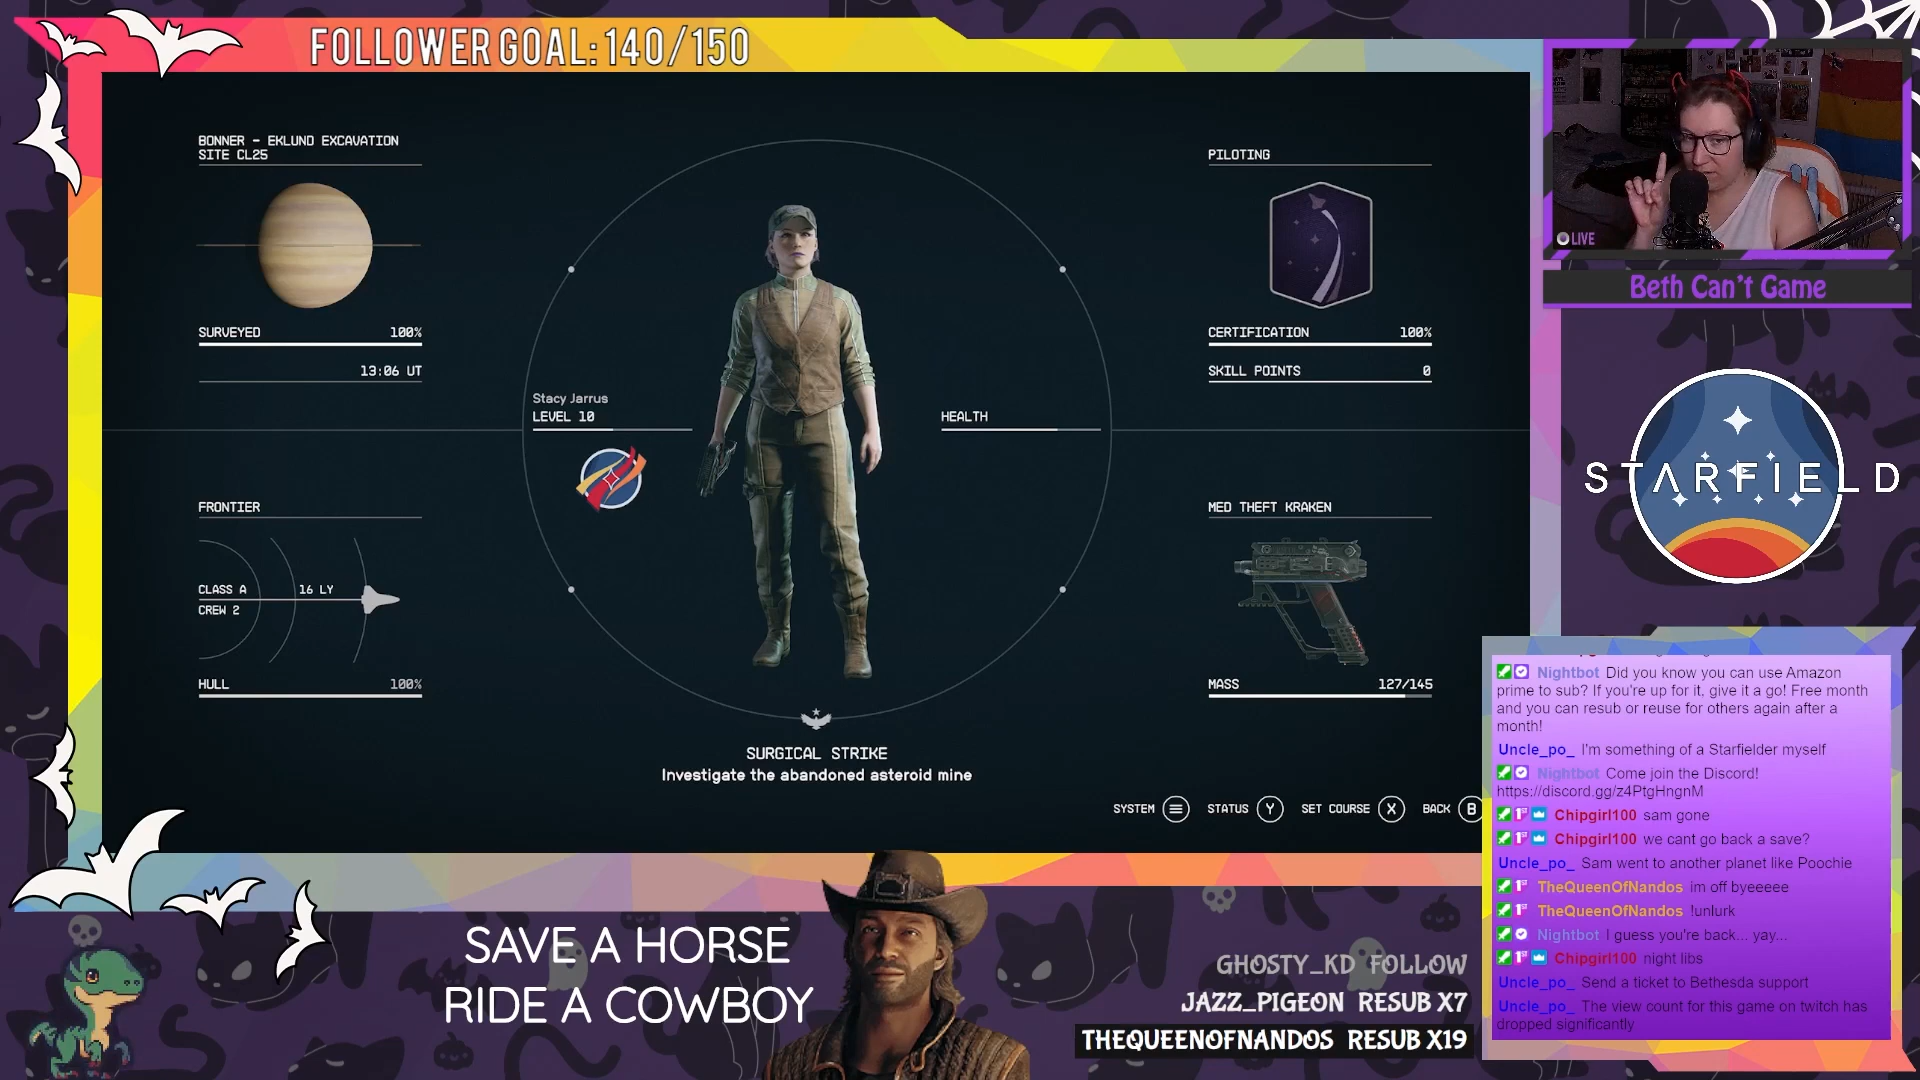 FOLLOWER GOAL: 140/150
BONNER - EKLUND EXCAVATION
SITE CL25
SURVEYED 100%
13:06 UT
PILOTING
CERTIFICATION 100%
SKILL POINTS 0
Stacy Jarrus
LEVEL 10
HEALTH
FRONTIER
CLASS A 16 LY
CREW 2
HULL 100%
MED THEFT KRAKEN
MASS 127/145
SURGICAL STRIKE
Investigate the abandoned asteroid mine
SYSTEM STATUS Y SET COURSE X BACK B
LIVE
Beth Can't Game
STARFIELD
Nightbot Did you know you can use Amazon
prime to sub? If you're up for it, give it a go! Free month
and you can resub or reuse for others again after a
month!
Uncle_po_ I'm something of a Starfielder myself
Nightbot Come join the Discord!
https://discord.gg/z4PtgHngnM
Chipgirl100 sam gone
Chipgirl100 we cant go back a save?
Uncle_po_ Sam went to another planet like Poochie
TheQueenOfNandos im off byeeeee
TheQueenOfNandos !unlurk
Nightbot I guess you're back... yay...
Chipgirl100 night libs
Uncle_po_ Send a ticket to Bethesda support
Uncle_po_ The view count for this game on twitch has
dropped significantly
SAVE A HORSE
RIDE A COWBOY
GHOSTY_KD FOLLOW
JAZZ_PIGEON RESUB X7
THEQUEENOFNANDOS RESUB X19